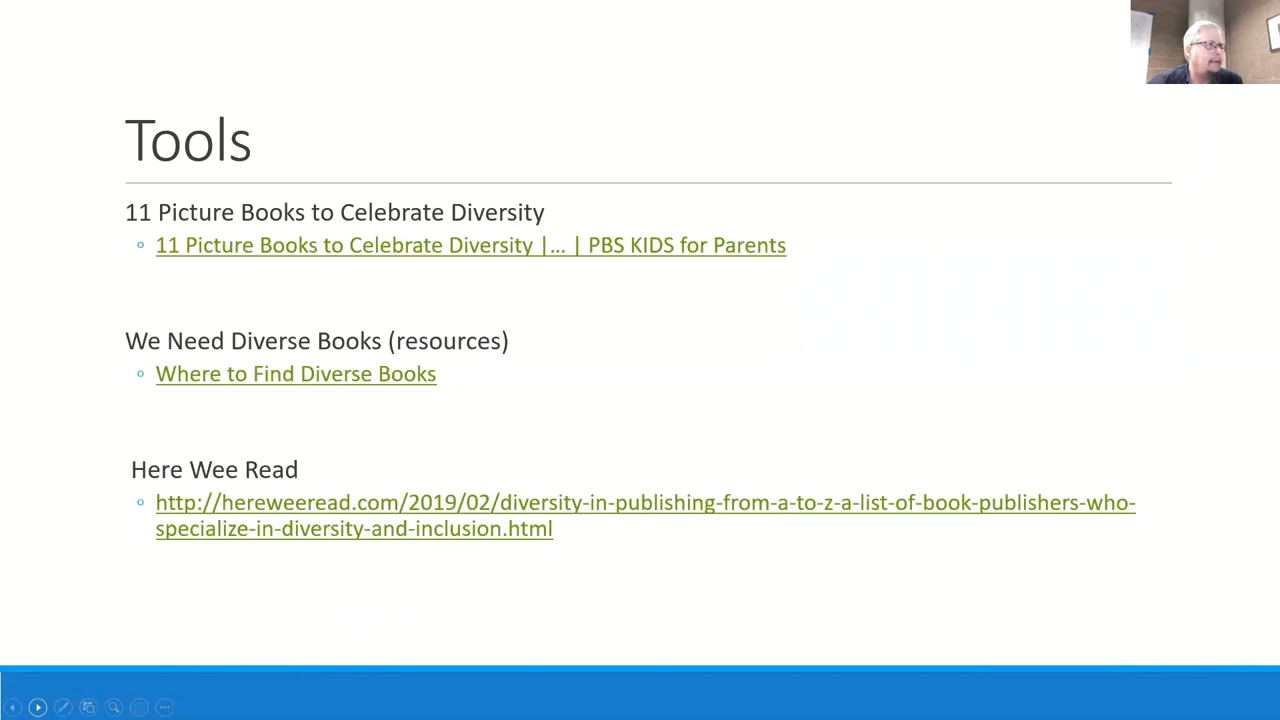 Tools
11 Picture Books to Celebrate Diversity
11 Picture Books to Celebrate Diversity |... | PBS KIDS for Parents
We Need Diverse Books (resources)
Where to Find Diverse Books
Here Wee Read
http://hereweeread.com/2019/02/diversity-in-publishing-from-a-to-z-a-list-of-book-publishers-who-
specialize-in-diversity-and-inclusion.html